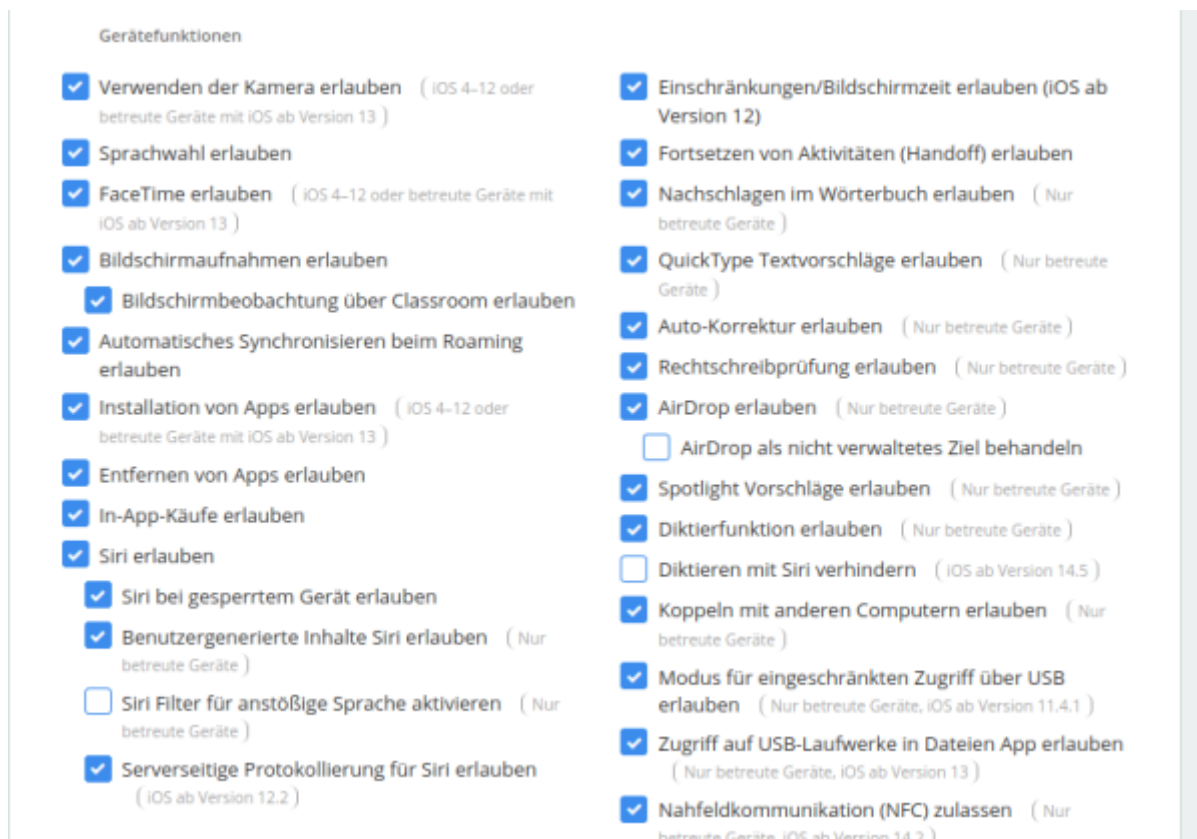 Gerätefunktionen
Verwenden der Kamera erlauben ( iOS 4–12 oder
betreute Geräte mit iOS ab Version 13 )
Sprachwahl erlauben
FaceTime erlauben ( iOS 4–12 oder betreute Geräte mit
iOS ab Version 13 )
Bildschirmaufnahmen erlauben
Bildschirmbeobachtung über Classroom erlauben
Automatisches Synchronisieren beim Roaming
erlauben
Installation von Apps erlauben ( iOS 4–12 oder
betreute Geräte mit iOS ab Version 13 )
Entfernen von Apps erlauben
In-App-Käufe erlauben
Siri erlauben
Siri bei gesperrtem Gerät erlauben
Benutzergenerierte Inhalte Siri erlauben ( Nur
betreute Geräte )
Siri Filter für anstößige Sprache aktivieren ( Nur
betreute Geräte )
Serverseitige Protokollierung für Siri erlauben
( iOS ab Version 12.2 )
Einschränkungen/Bildschirmzeit erlauben (iOS ab
Version 12)
Fortsetzen von Aktivitäten (Handoff) erlauben
Nachschlagen im Wörterbuch erlauben ( Nur
betreute Geräte )
QuickType Textvorschläge erlauben ( Nur betreute
Geräte )
Auto-Korrektur erlauben ( Nur betreute Geräte )
Rechtschreibprüfung erlauben ( Nur betreute Geräte )
AirDrop erlauben ( Nur betreute Geräte )
AirDrop als nicht verwaltetes Ziel behandeln
Spotlight Vorschläge erlauben ( Nur betreute Geräte )
Diktierfunktion erlauben ( Nur betreute Geräte )
Diktieren mit Siri verhindern ( iOS ab Version 14.5 )
Koppeln mit anderen Computern erlauben ( Nur
betreute Geräte )
Modus für eingeschränkten Zugriff über USB
erlauben ( Nur betreute Geräte, iOS ab Version 11.4.1 )
Zugriff auf USB-Laufwerke in Dateien App erlauben
( Nur betreute Geräte, iOS ab Version 13 )
Nahfeldkommunikation (NFC) zulassen ( Nur
betreute Geräte, iOS ab Version 14.2 )